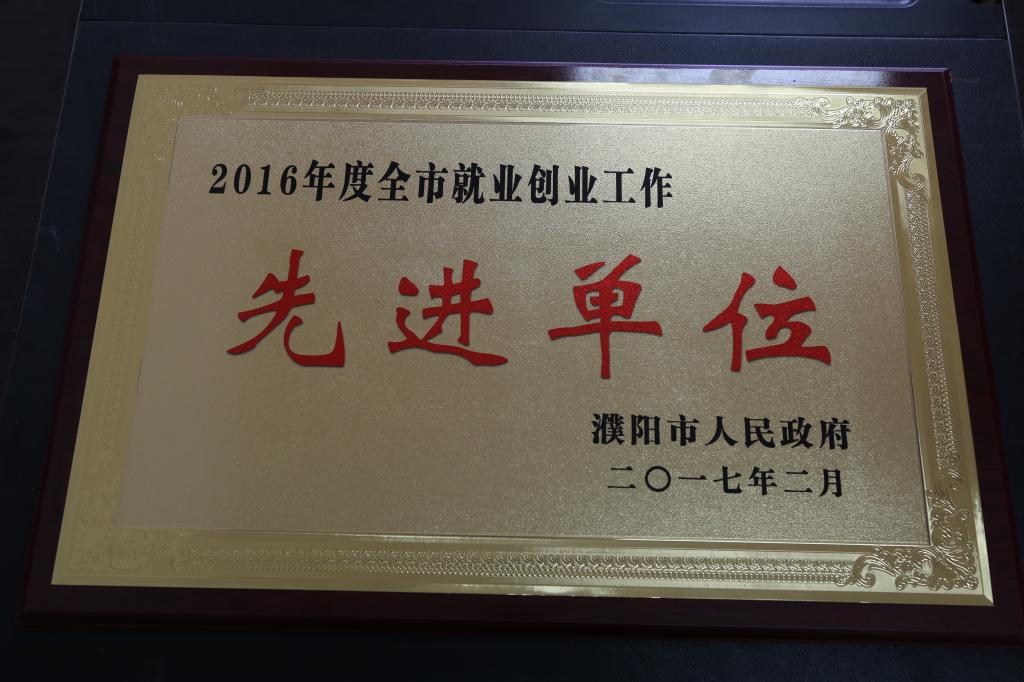 2016年度全市就业创业工作
先进单位
濮阳市人民政府
二〇一七年二月